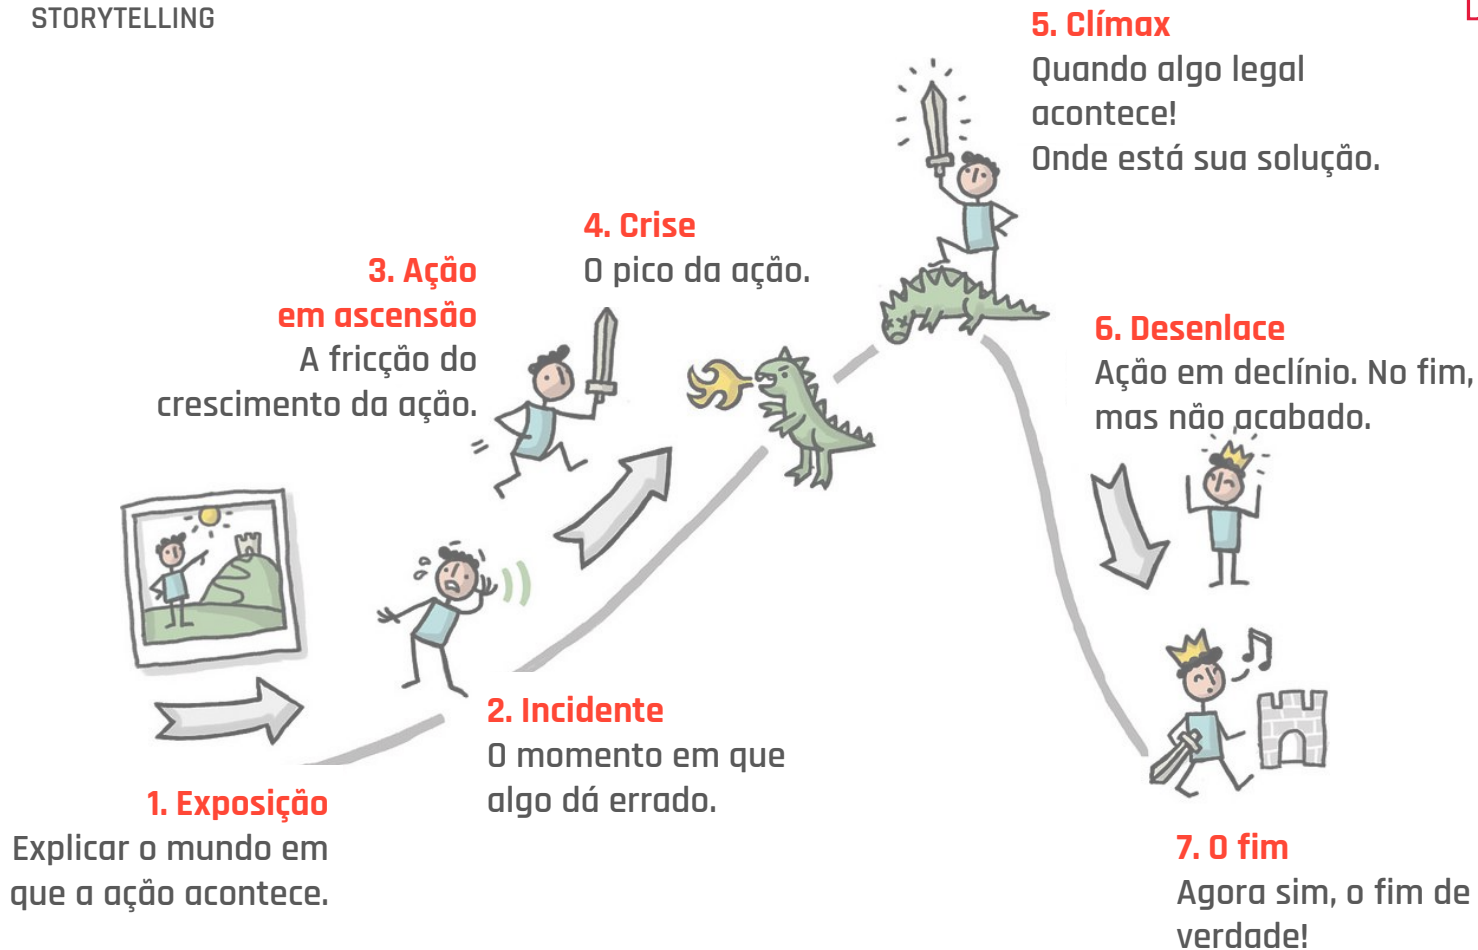 STORYTELLING
1. Exposição
Explicar o mundo em
que a ação acontece.
2. Incidente
O momento em que
algo dá errado.
3. Ação
em ascensão
A fricção do
crescimento da ação.
4. Crise
O pico da ação.
5. Clímax
Quando algo legal
acontece!
Onde está sua solução.
6. Desenlace
Ação em declínio. No fim,
mas não acabado.
7. O fim
Agora sim, o fim de
verdade!